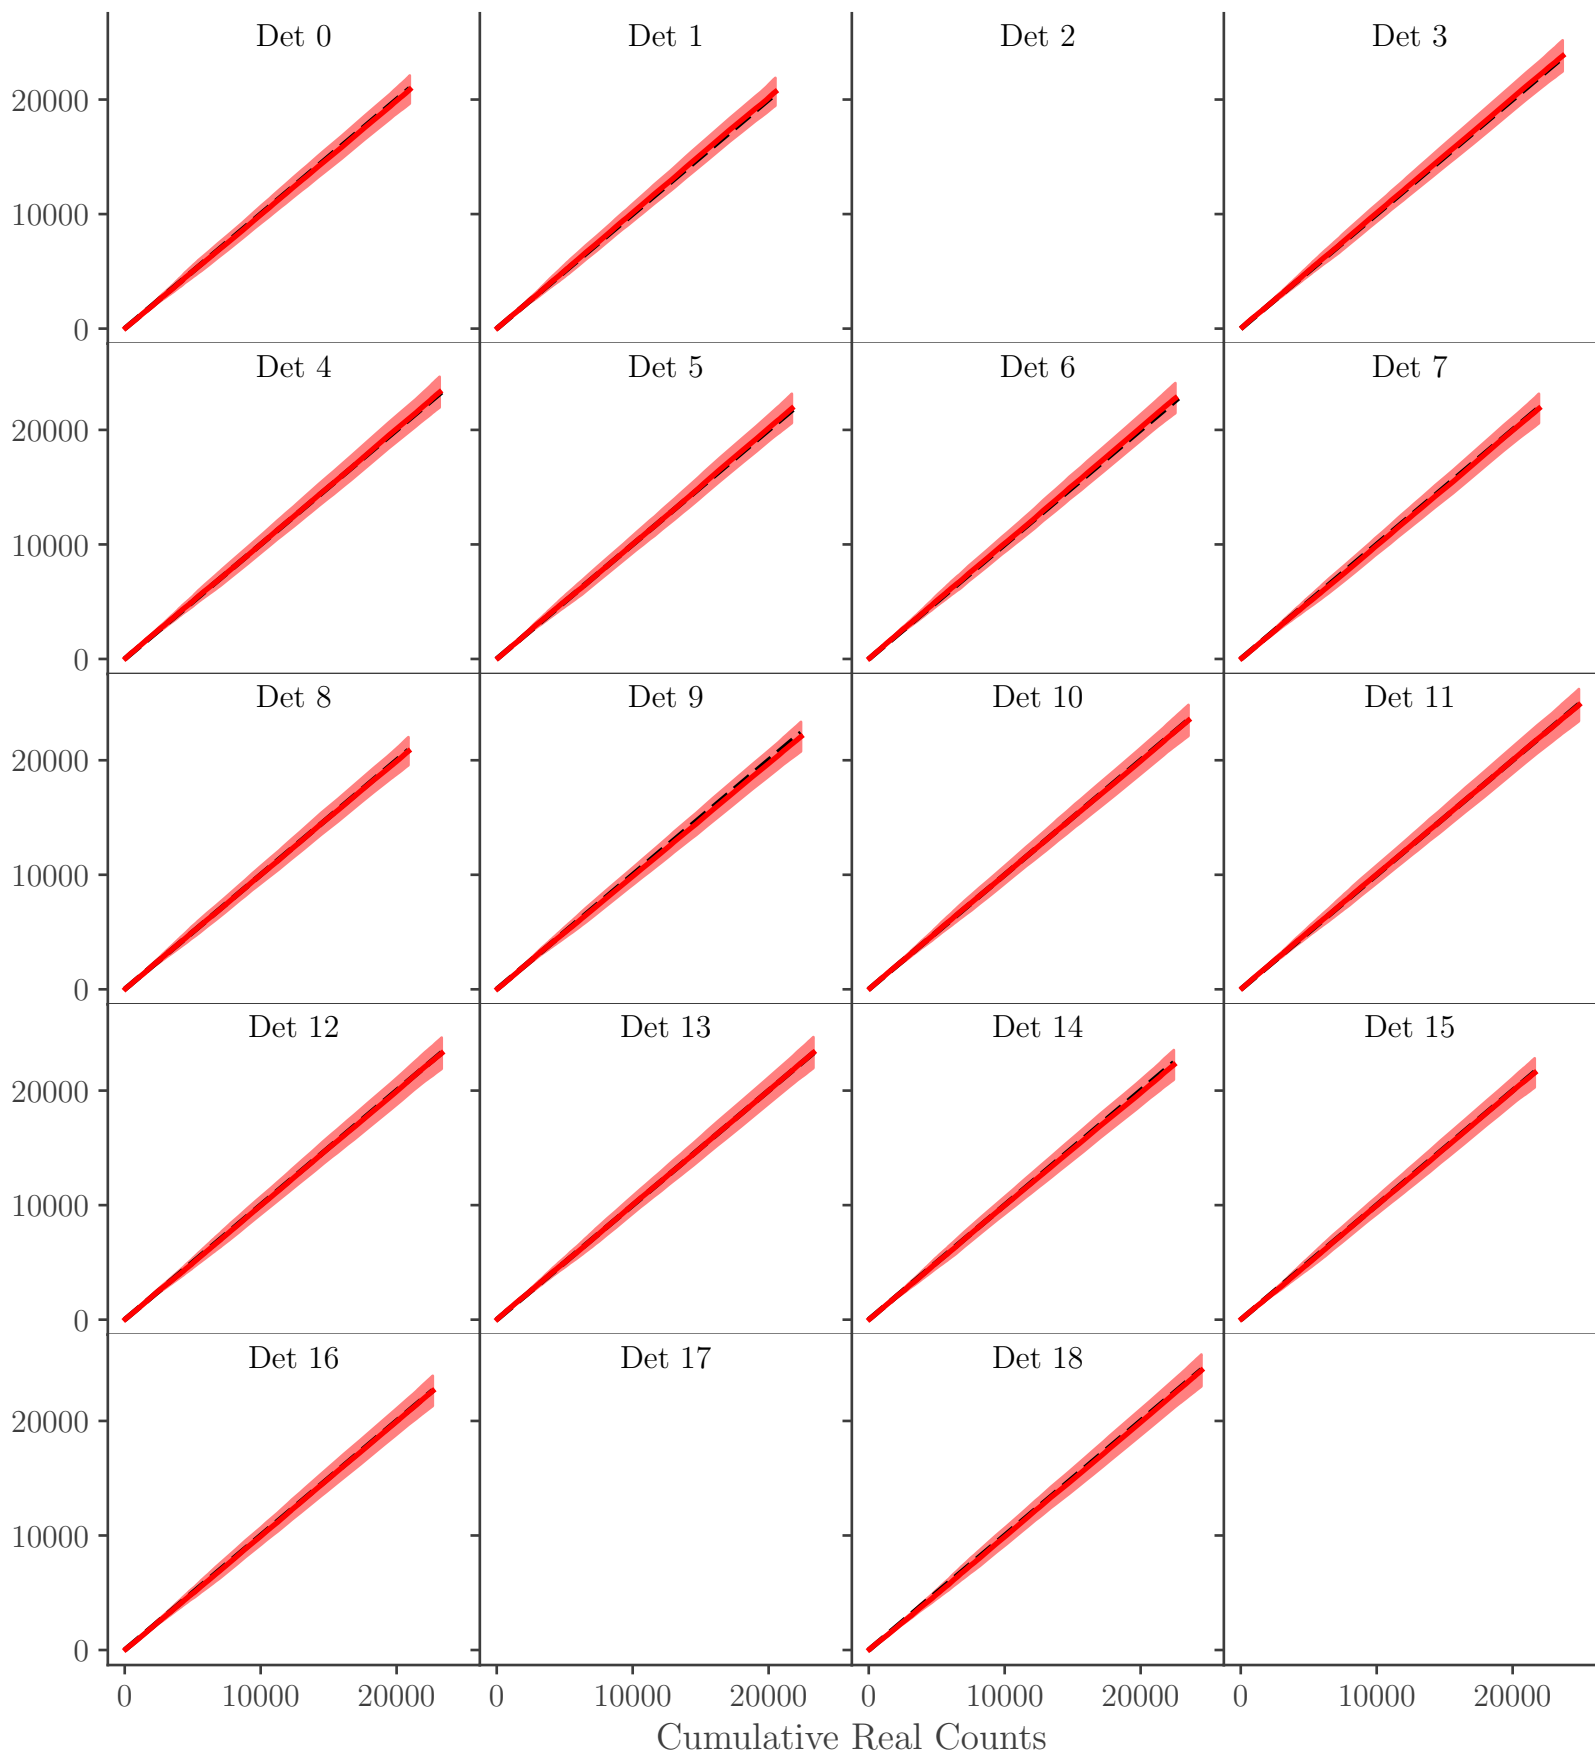 Det 0 Det 1 Det 2 Det 3
20000
10000
0
Det 4 Det 5 Det 6 Det 7
20000
10000
0
Det 8 Det 9 Det 10 Det 11
20000
10000
0
Det 12 Det 13 Det 14 Det 15
20000
10000
0
Det 16 Det 17 Det 18
20000
10000
0
0 10000 20000 0 10000 20000 0 10000 20000 0 10000 20000
Cumulative Real Counts